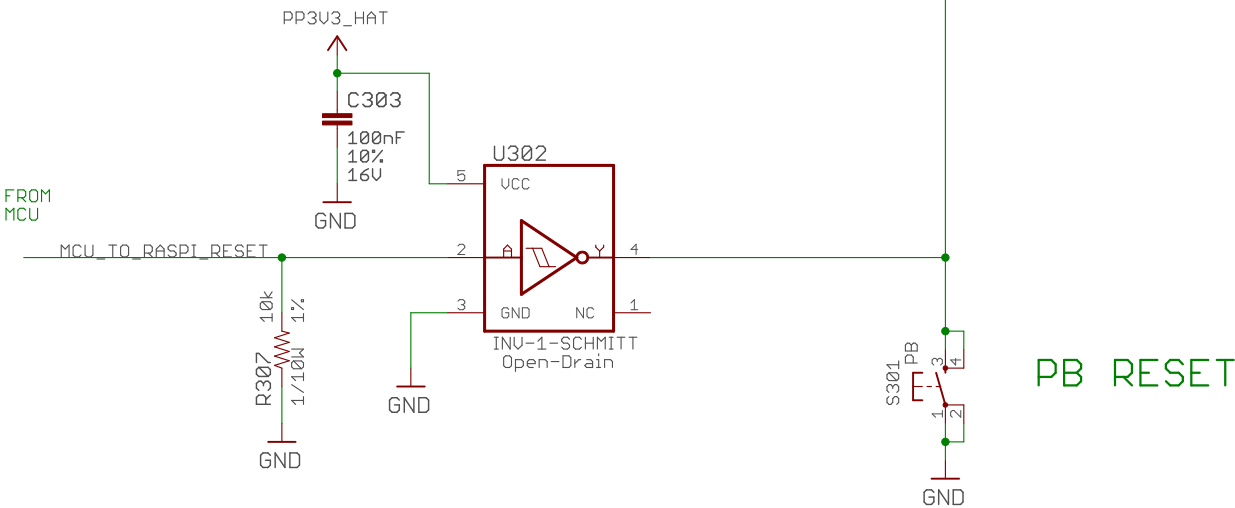 PP3V3_HAT
C303
100nF
10%
16V
GND
FROM
MCU
MCU_TO_RASPI_RESET
10k
1%
R307
1/10W
GND
U302
5
VCC
2
A
Y
4
3
GND
NC
1
INV-1-SCHMITT
Open-Drain
GND
S301
PB
3
4
1
2
GND
PB RESET